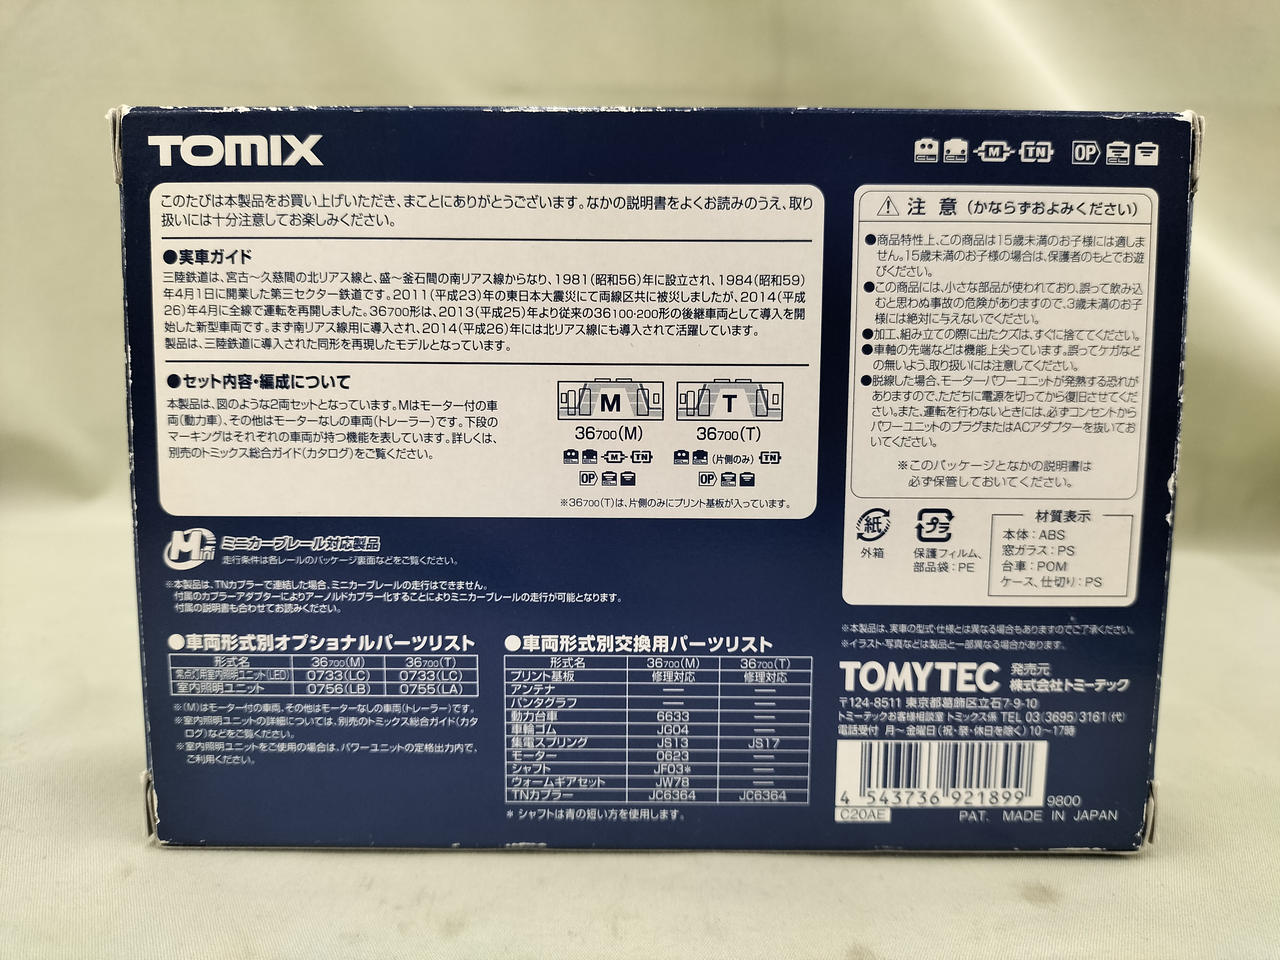 TOMIX
M TN OP
このたびは本製品をお買い上げいただき、まことにありがとうございます。なかの説明書をよくお読みのうえ、取り
扱いには十分注意してお楽しみください。
●実車ガイド
三陸鉄道は、宮古〜久慈間の北リアス線と、盛〜釜石間の南リアス線からなり、1981(昭和56)年に設立され、1984(昭和59)
年4月1日に開業した第三セクター鉄道です。2011(平成23)年の東日本大震災にて両線区共に被災しましたが、2014(平成
26)年4月に全線で運転を再開しました。36700形は、2013(平成25)年より従来の36100・200形の後継車両として導入を開
始した新型車両です。まず南リアス線用に導入され、2014(平成26)年には北リアス線にも導入されて活躍しています。
製品は、三陸鉄道に導入された同形を再現したモデルとなっています。
●セット内容・編成について
本製品は、図のような2両セットとなっています。Mはモーター付の車
両(動力車)、その他はモーターなしの車両(トレーラー)です。下段の
マーキングはそれぞれの車両が持つ機能を表しています。詳しくは、
別売のトミックス総合ガイド(カタログ)をご覧ください。
M T
36700(M) 36700(T)
M TN (片側のみ) TN
OP OP
※36700(T)は、片側のみにプリント基板が入っています。
Mini ミニカーブレール対応製品
走行条件は各レールのパッケージ裏面などをご覧ください。
※本製品は、TNカプラーで連結した場合、ミニカーブレールの走行はできません。
付属のカプラーアダプターによりアーノルドカプラー化することによりミニカーブレールの走行が可能となります。
付属の説明書も合わせてお読みください。
●車両形式別オプショナルパーツリスト
形式名 36700(M) 36700(T)
常点灯用室内照明ユニット(LED) 0733(LC) 0733(LC)
室内照明ユニット 0756(LB) 0755(LA)
※(M)はモーター付の車両、その他はモーターなしの車両(トレーラー)です。
※室内照明ユニットの詳細については、別売のトミックス総合ガイド(カタ
ログ)などをご覧ください。
※室内照明ユニットをご使用の場合は、パワーユニットの定格出力内で、
ご利用ください。
●車両形式別交換用パーツリスト
形式名 36700(M) 36700(T)
プリント基板 修理対応 修理対応
アンテナ — —
パンタグラフ — —
動力台車 6633 —
車輪ゴム JG04 —
集電スプリング JS13 JS17
モーター 0623 —
シャフト JF03* —
ウォームギアセット JW78 —
TNカプラー JC6364 JC6364
* シャフトは青の短い方を使用します。
⚠ 注 意 (かならずおよみください)
●商品特性上、この商品は15歳未満のお子様には適しま
せん。15歳未満のお子様の場合は、保護者のもとでお遊
びください。
●この商品には、小さな部品が使われており、誤って飲み込
むと思わぬ事故の危険がありますので、3歳未満のお子
様には絶対に与えないでください。
●加工、組み立ての際に出たクズは、すぐに捨ててください。
●車軸の先端などは機能上尖っています。誤ってケガなど
の無いよう、取り扱いには注意してください。
●脱線した場合、モーターパワーユニットが発熱する恐れが
ありますので、ただちに電源を切ってから復旧させてくだ
さい。また、運転を行わないときには、必ずコンセントから
パワーユニットのプラグまたはACアダプターを抜いてお
いてください。
※このパッケージとなかの説明書は
必ず保管しておいてください。
紙
外箱
プラ
保護フィルム、
部品袋:PE
材質表示
本体:ABS
窓ガラス:PS
台車:POM
ケース、仕切り:PS
※本製品は、実車の型式・仕様とは異なる場合もありますのでご了承ください。
※イラスト・写真などは製品と一部異なる場合があります。
TOMYTEC 発売元
株式会社トミーテック
〒124-8511 東京都葛飾区立石7-9-10
トミーテックお客様相談室 トミックス係 TEL 03(3695)3161(代)
電話受付 月〜金曜日(祝・祭・休日を除く)10〜17時
4 543736 921899
9800
C20AE
PAT. MADE IN JAPAN